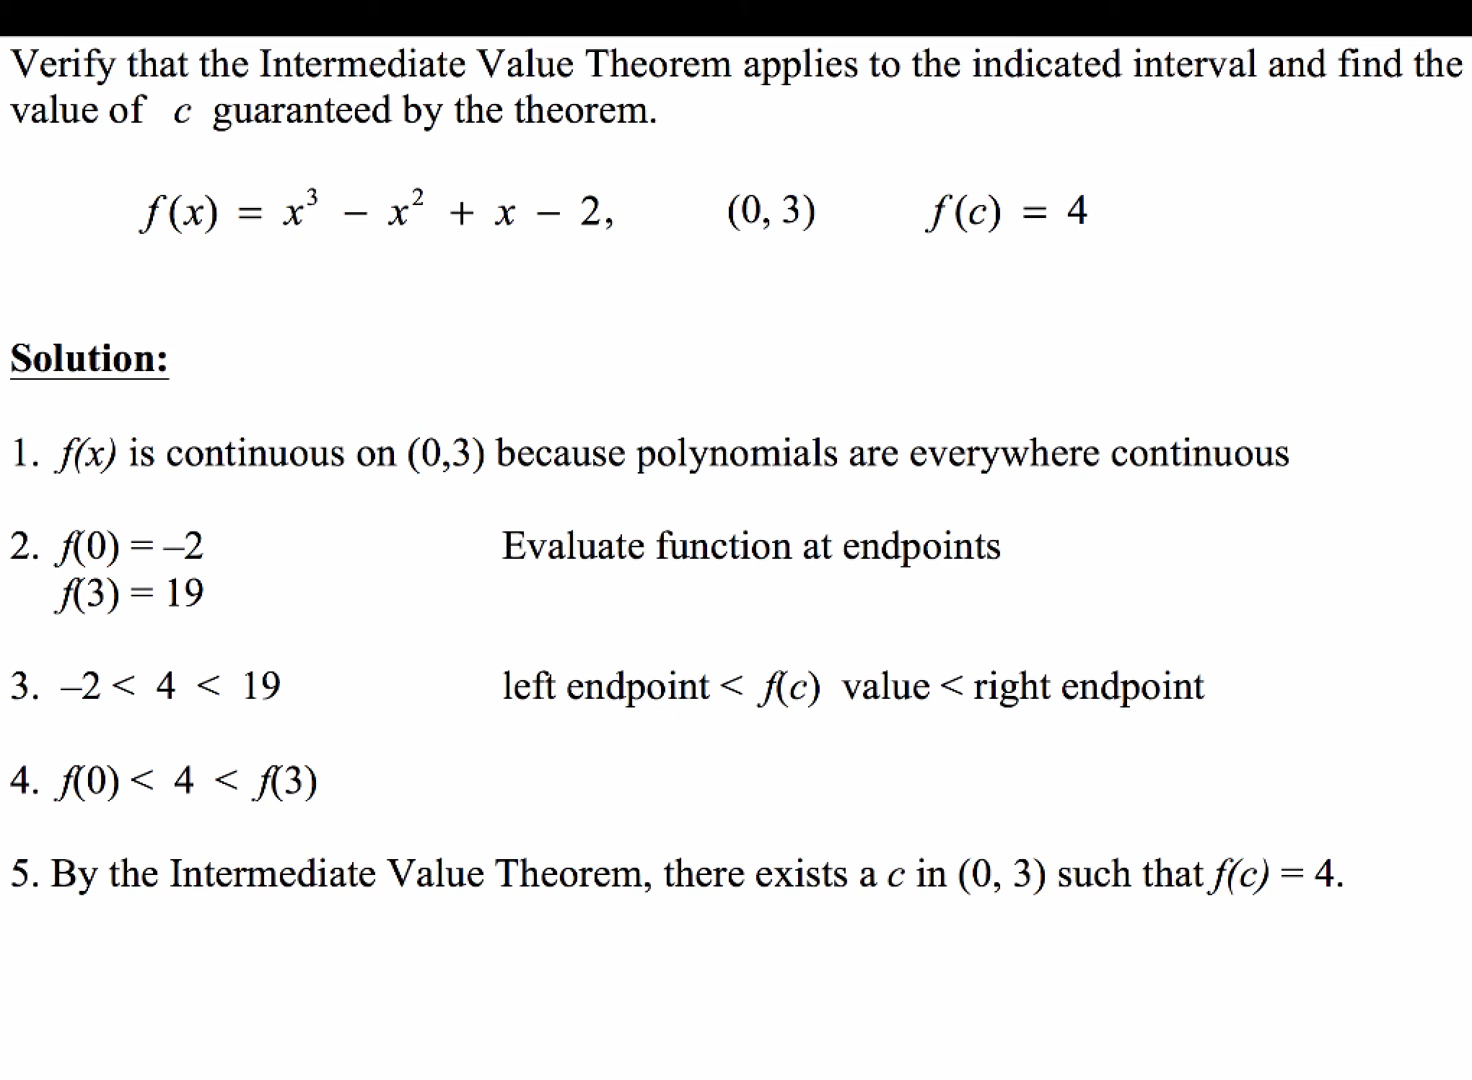 Verify that the Intermediate Value Theorem applies to the indicated interval and find the
value of c guaranteed by the theorem.
f(x) = x³ − x² + x − 2, (0, 3) f(c) = 4
Solution:
1. f(x) is continuous on (0,3) because polynomials are everywhere continuous
2. f(0) = –2 Evaluate function at endpoints
f(3) = 19
3. –2 < 4 < 19 left endpoint < f(c) value < right endpoint
4. f(0) < 4 < f(3)
5. By the Intermediate Value Theorem, there exists a c in (0, 3) such that f(c) = 4.